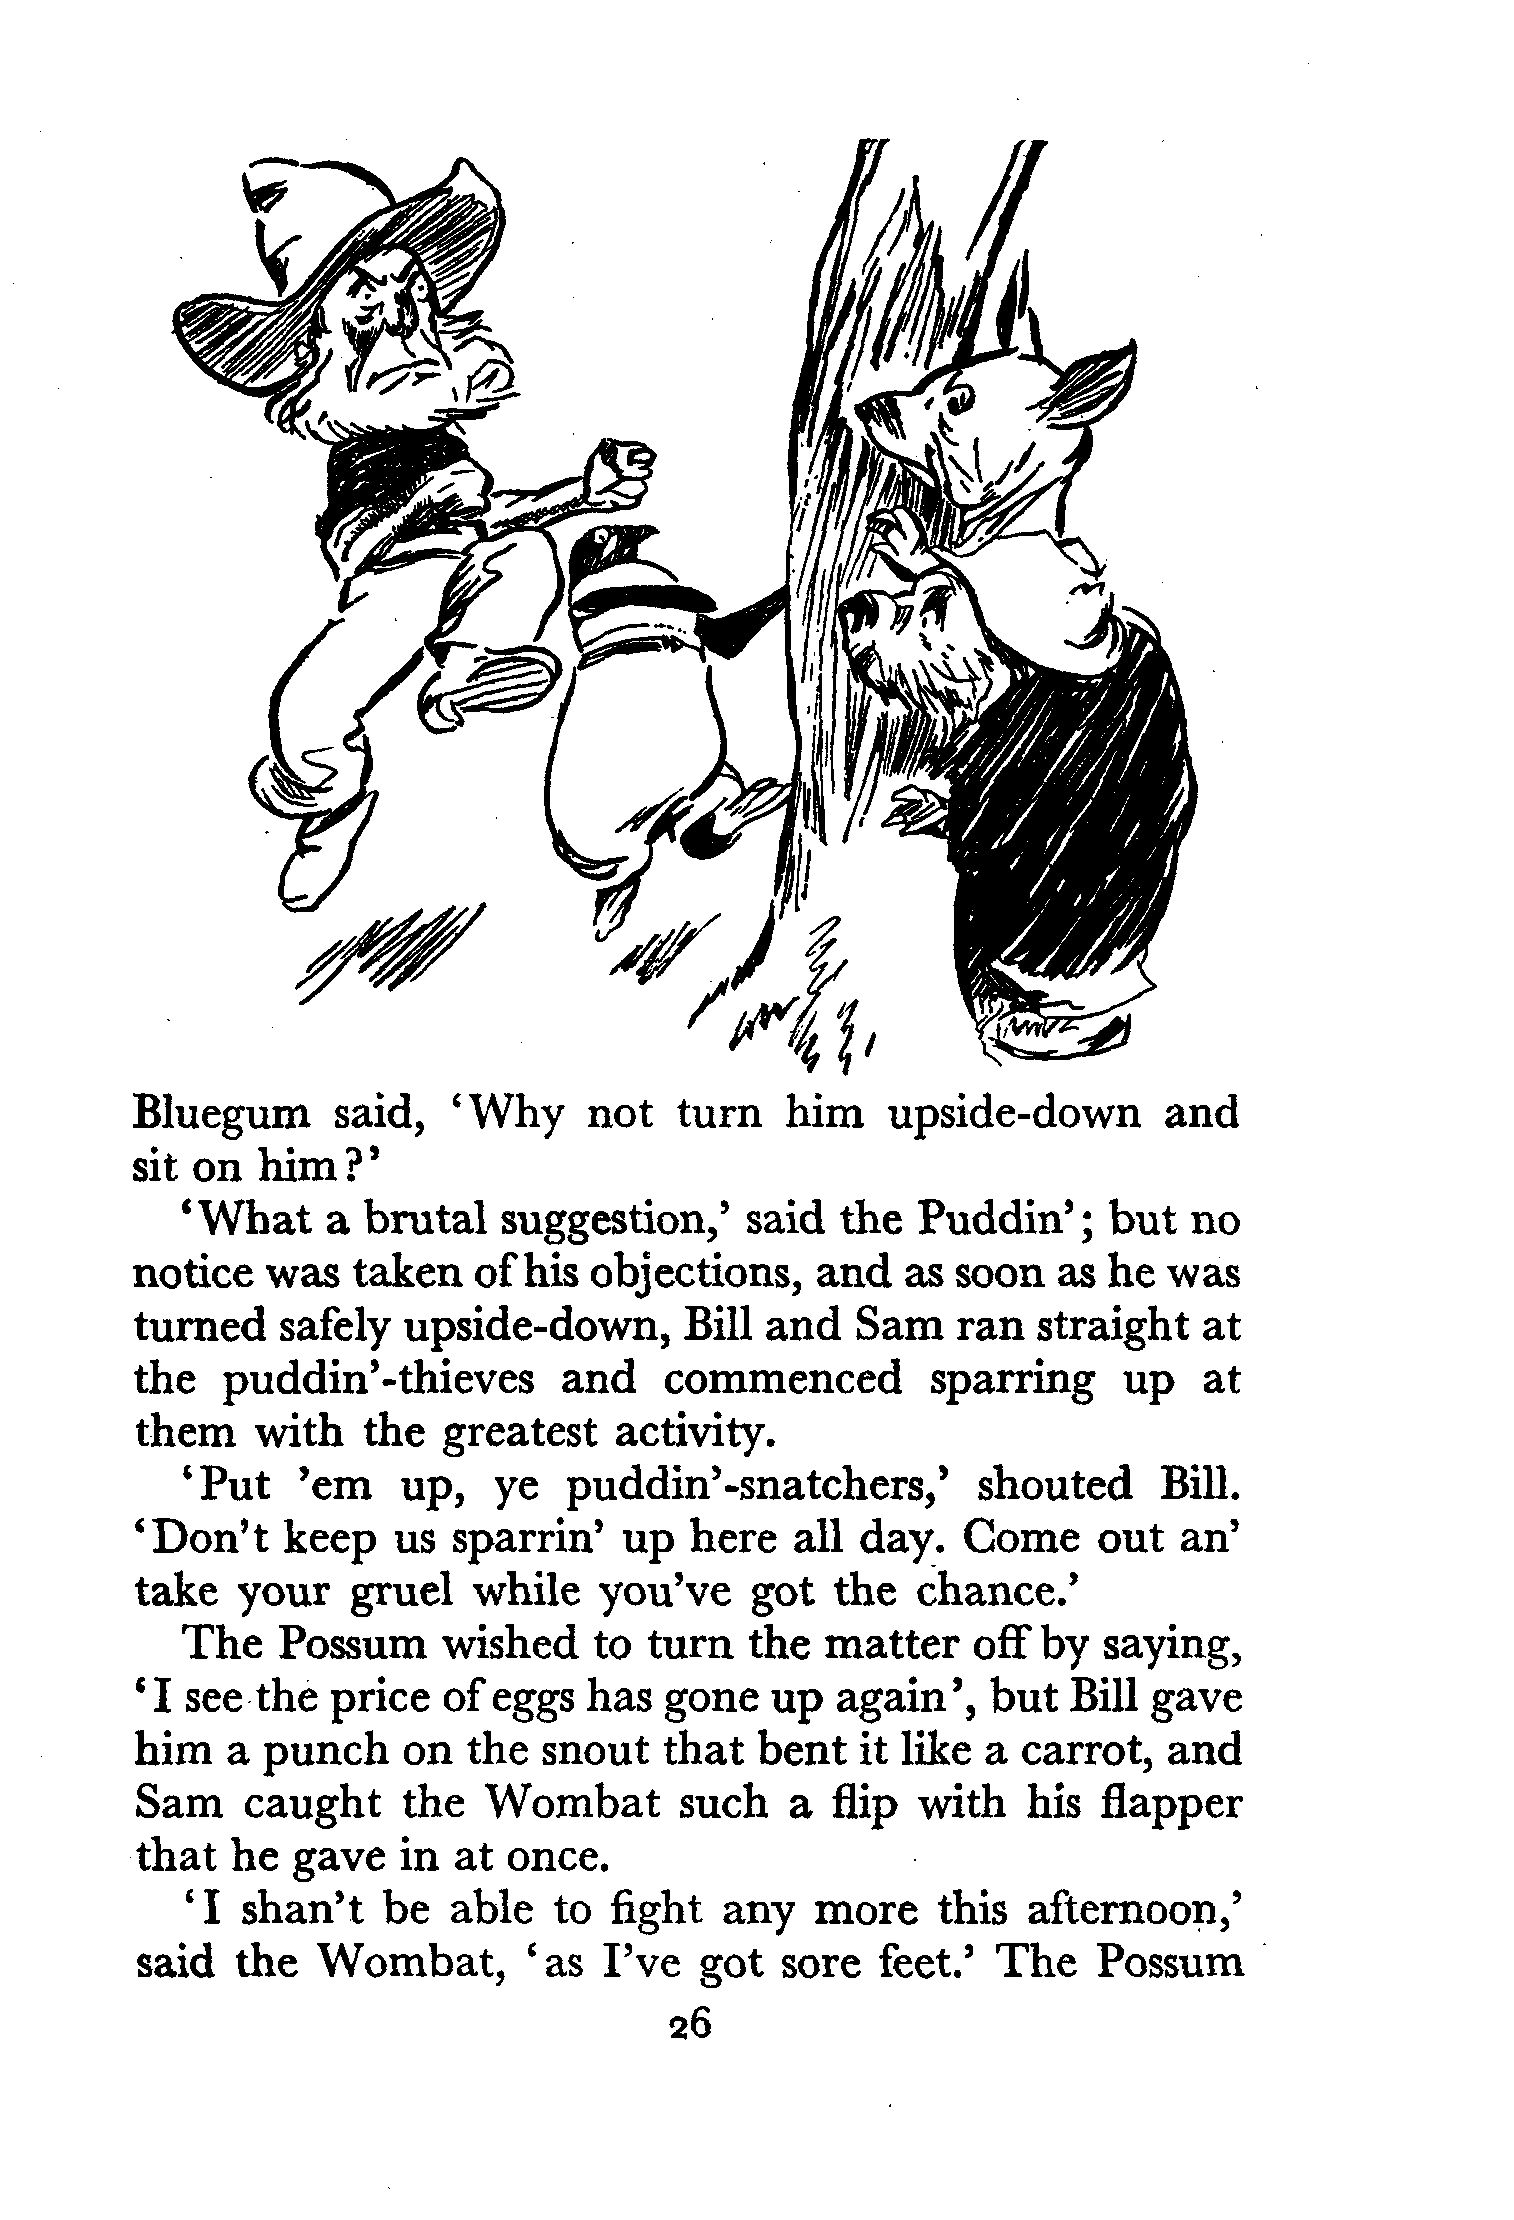 Bluegum said, ‘Why not turn him upside-down and
sit on him?’
‘What a brutal suggestion,’ said the Puddin’; but no
notice was taken of his objections, and as soon as he was
turned safely upside-down, Bill and Sam ran straight at
the puddin’-thieves and commenced sparring up at
them with the greatest activity.
‘Put ’em up, ye puddin’-snatchers,’ shouted Bill.
‘Don’t keep us sparrin’ up here all day. Come out an’
take your gruel while you’ve got the chance.’
The Possum wished to turn the matter off by saying,
‘I see the price of eggs has gone up again’, but Bill gave
him a punch on the snout that bent it like a carrot, and
Sam caught the Wombat such a flip with his flapper
that he gave in at once.
‘I shan’t be able to fight any more this afternoon,’
said the Wombat, ‘as I’ve got sore feet.’ The Possum
26